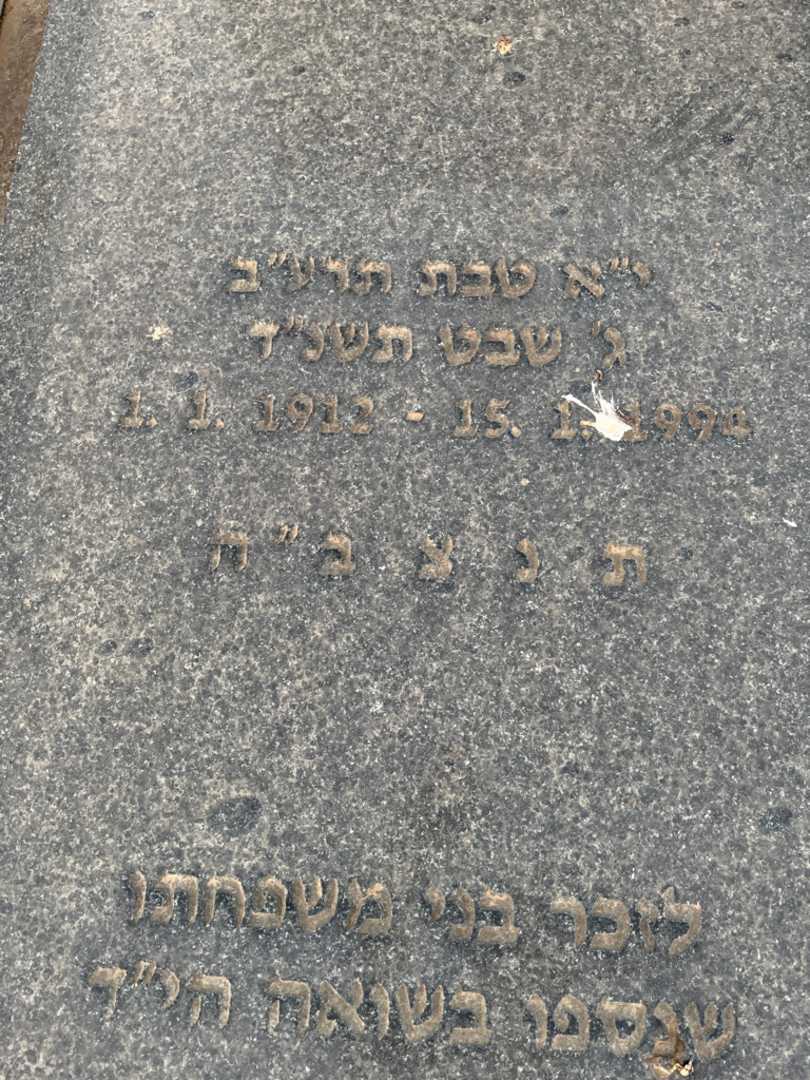 י"א טבת תרע"ב
ג' שבט תשנ"ד
1. 1. 1912 - 15. 1. 1994
ת נ צ ב " ה
לזכר בני משפחתו
שנספו בשואה הי"ד